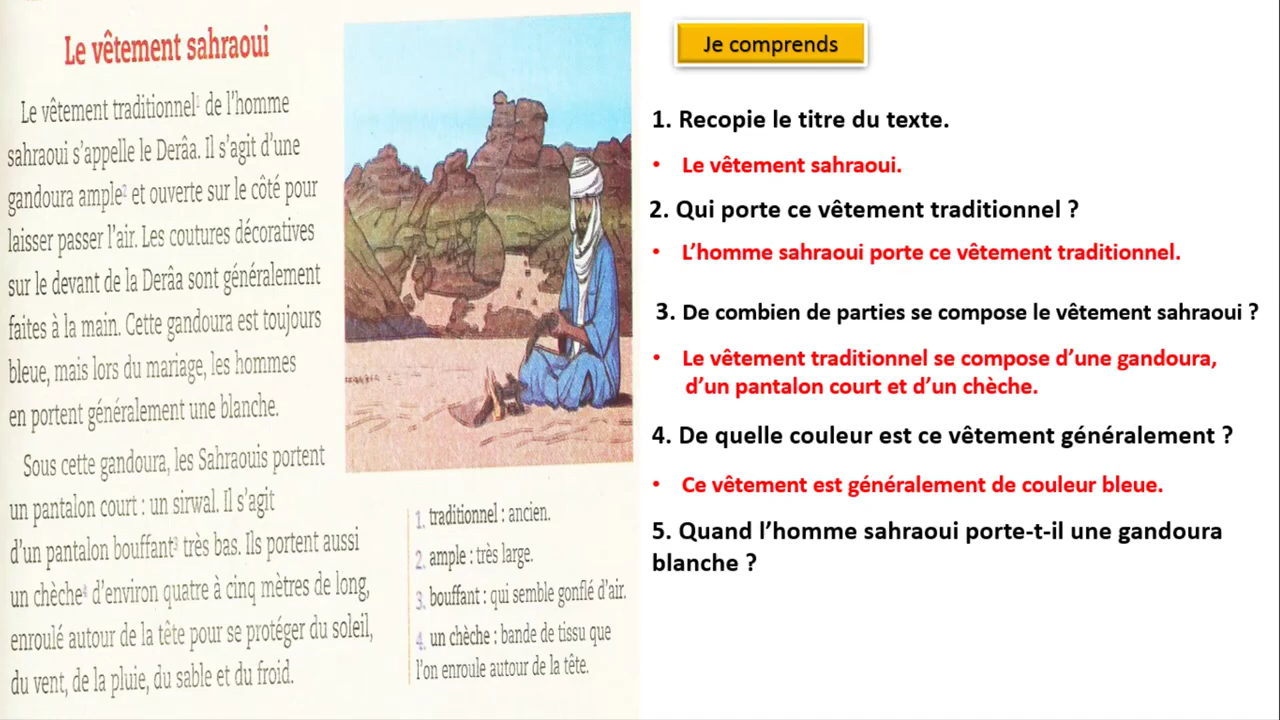 Le vêtement sahraoui
Le vêtement traditionnel¹ de l'homme
sahraoui s'appelle le Derâa. Il s'agit d'une
gandoura ample² et ouverte sur le côté pour
laisser passer l'air. Les coutures décoratives
sur le devant de la Derâa sont généralement
faites à la main. Cette gandoura est toujours
bleue, mais lors du mariage, les hommes
en portent généralement une blanche.
Sous cette gandoura, les Sahraouis portent
un pantalon court : un sirwal. Il s'agit
d'un pantalon bouffant³ très bas. Ils portent aussi
un chèche⁴ d'environ quatre à cinq mètres de long,
enroulé autour de la tête pour se protéger du soleil,
du vent, de la pluie, du sable et du froid.
1. traditionnel : ancien.
2. ample : très large.
3. bouffant : qui semble gonflé d'air.
4. un chèche : bande de tissu que
l'on enroule autour de la tête.
Je comprends
1. Recopie le titre du texte.
• Le vêtement sahraoui.
2. Qui porte ce vêtement traditionnel ?
• L'homme sahraoui porte ce vêtement traditionnel.
3. De combien de parties se compose le vêtement sahraoui ?
• Le vêtement traditionnel se compose d'une gandoura,
d'un pantalon court et d'un chèche.
4. De quelle couleur est ce vêtement généralement ?
• Ce vêtement est généralement de couleur bleue.
5. Quand l'homme sahraoui porte-t-il une gandoura
blanche ?